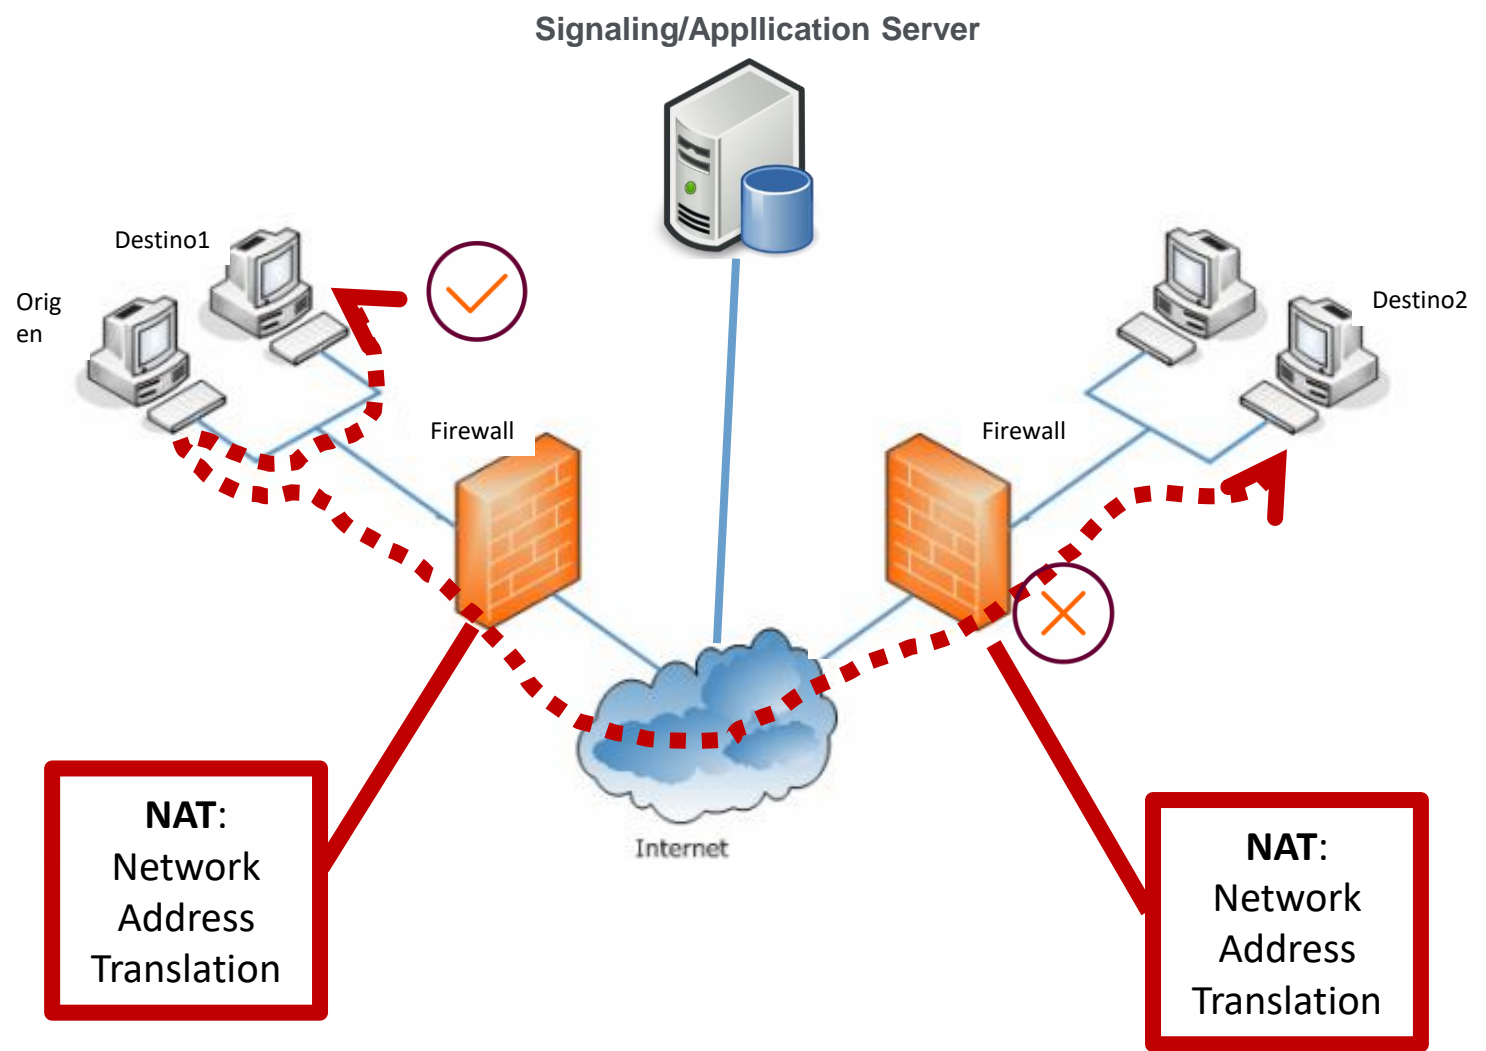 Signaling/Appllication Server
Destino1
Orig
en
Destino2
Firewall
Firewall
Internet
NAT:
Network
Address
Translation
NAT:
Network
Address
Translation